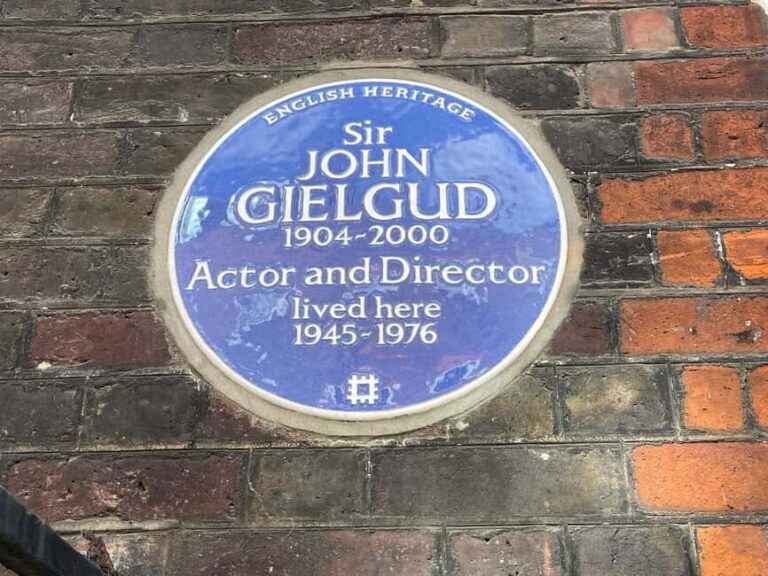 ENGLISH HERITAGE
Sir
JOHN
GIELGUD
1904-2000
Actor and Director
lived here
1945-1976